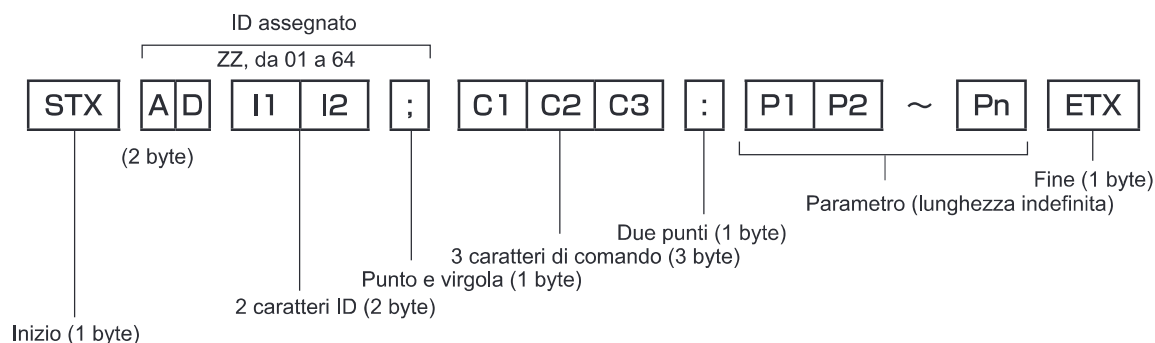 ID assegnato
ZZ, da 01 a 64
STX A D I1 I2 ; C1 C2 C3 : P1 P2 ~ Pn ETX
(2 byte)
Fine (1 byte)
Parametro (lunghezza indefinita)
Due punti (1 byte)
3 caratteri di comando (3 byte)
Punto e virgola (1 byte)
2 caratteri ID (2 byte)
Inizio (1 byte)